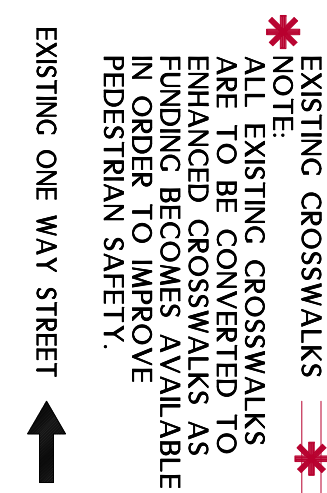 EXISTING CROSSWALKS
NOTE:
ALL EXISTING CROSSWALKS
ARE TO BE CONVERTED TO
ENHANCED CROSSWALKS AS
FUNDING BECOMES AVAILABLE
IN ORDER TO IMPROVE
PEDESTRIAN SAFETY.
EXISTING ONE WAY STREET